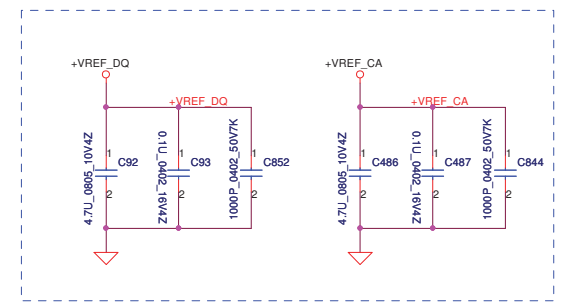 +VREF_DQ
+VREF_CA
+VREF_DQ
+VREF_CA
4.7U_0805_10V4Z
1
C92
2
0.1U_0402_16V4Z
1
C93
2
1000P_0402_50V7K
1
C852
2
4.7U_0805_10V4Z
1
C486
2
0.1U_0402_16V4Z
1
C487
2
1000P_0402_50V7K
1
C844
2